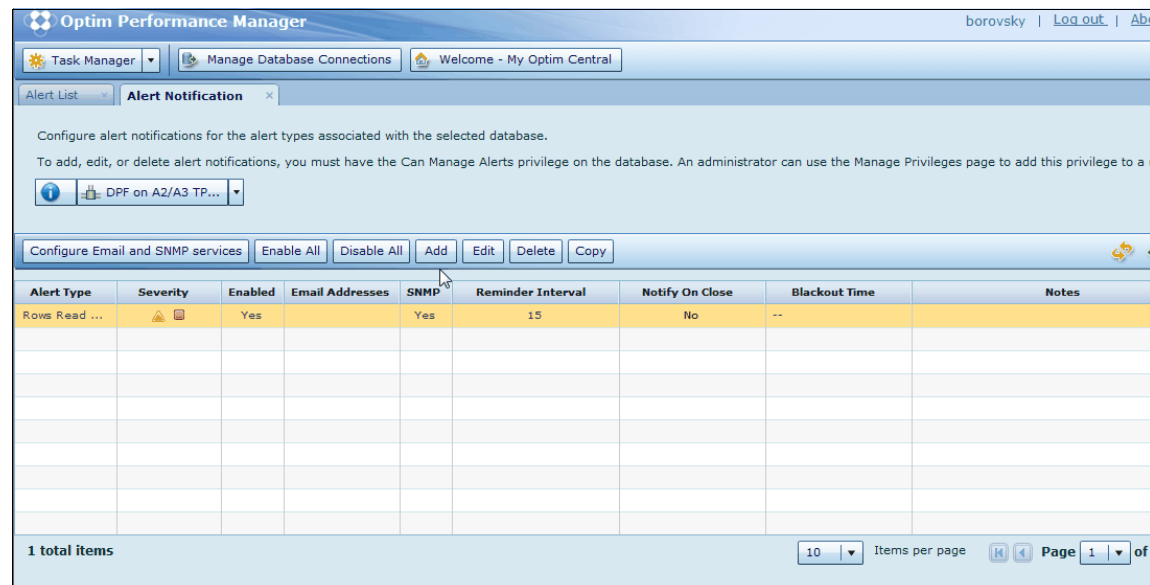 Optim Performance Manager borovsky | Log out |
Task Manager Manage Database Connections Welcome - My Optim Central
Alert List × Alert Notification ×
Configure alert notifications for the alert types associated with the selected database.
To add, edit, or delete alert notifications, you must have the Can Manage Alerts privilege on the database. An administrator can use the Manage Privileges page to add this privilege to a
DPF on A2/A3 TP...
Configure Email and SNMP services Enable All Disable All Add Edit Delete Copy
Alert Type Severity Enabled Email Addresses SNMP Reminder Interval Notify On Close Blackout Time Notes
Rows Read ... Yes Yes 15 No --
1 total items 10 Items per page Page 1 of